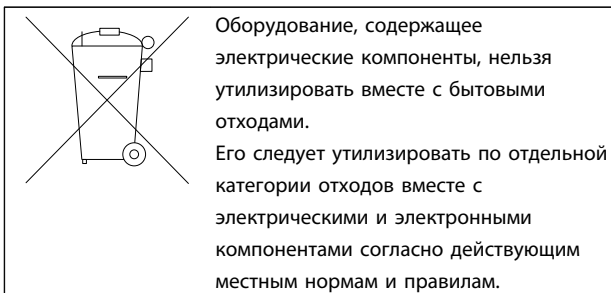 Оборудование, содержащее
электрические компоненты, нельзя
утилизировать вместе с бытовыми
отходами.
Его следует утилизировать по отдельной
категории отходов вместе с
электрическими и электронными
компонентами согласно действующим
местным нормам и правилам.